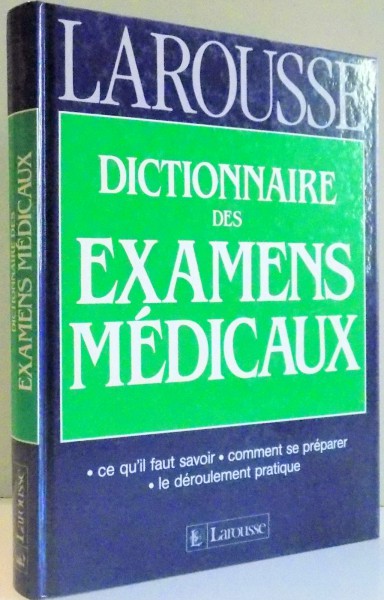 LAROUSSE
DICTIONNAIRE
DES
EXAMENS
MÉDICAUX
• ce qu'il faut savoir • comment se préparer
• le déroulement pratique
Larousse
DICTIONNAIRE DES
EXAMENS MÉDICAUX
Larousse